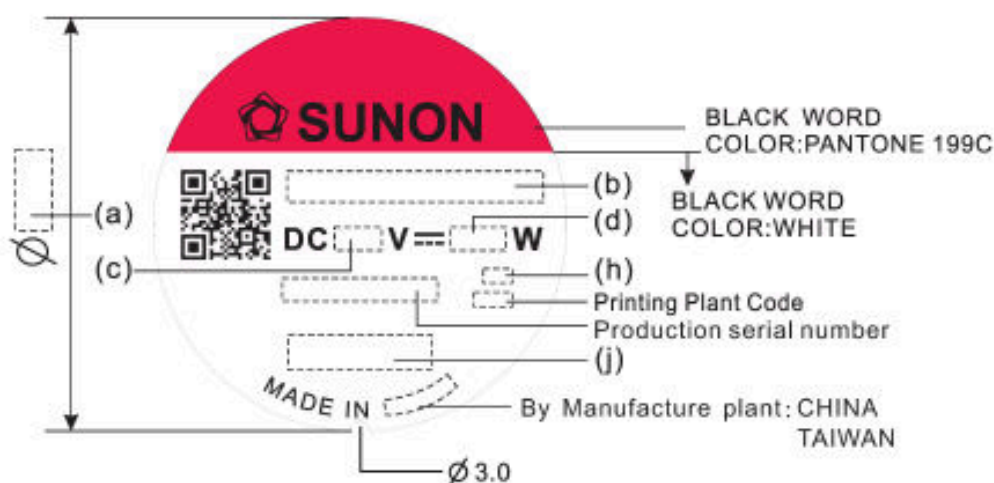 SUNON
BLACK WORD
COLOR:PANTONE 199C
(a)
(b)
BLACK WORD
COLOR:WHITE
(d)
DC V⎓ W
Ø
(c)
(h)
Printing Plant Code
Production serial number
(j)
MADE IN
By Manufacture plant: CHINA
TAIWAN
Ø 3.0